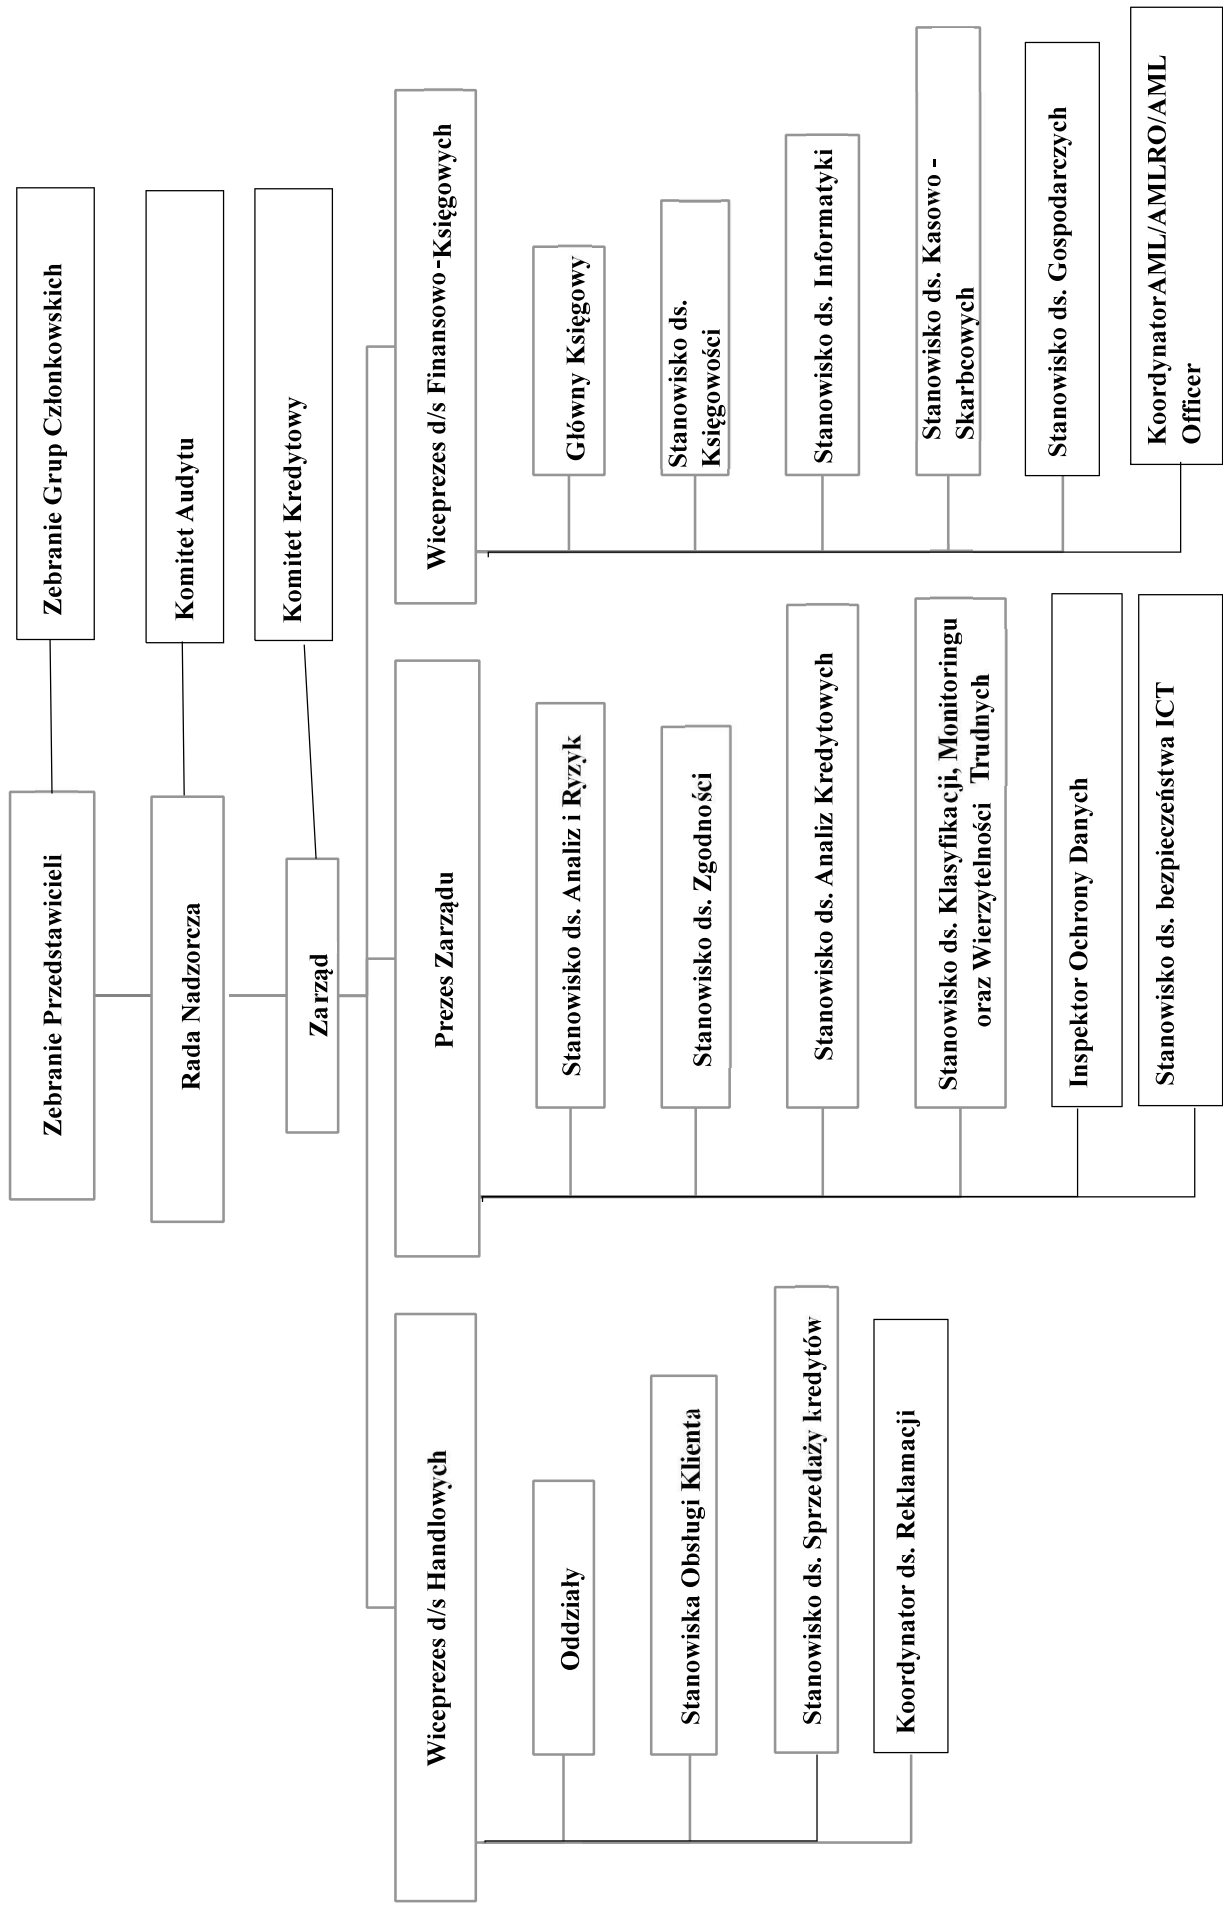 Zebranie Przedstawicieli
Zebranie Grup Członkowskich
Rada Nadzorcza
Komitet Audytu
Zarząd
Komitet Kredytowy
Wiceprezes d/s Handlowych
Prezes Zarządu
Wiceprezes d/s Finansowo-Księgowych
Oddziały
Stanowiska Obsługi Klienta
Stanowisko ds. Sprzedaży kredytów
Koordynator ds. Reklamacji
Stanowisko ds. Analiz i Ryzyk
Stanowisko ds. Zgodności
Stanowisko ds. Analiz Kredytowych
Stanowisko ds. Klasyfikacji, Monitoringu
oraz Wierzytelności Trudnych
Inspektor Ochrony Danych
Stanowisko ds. bezpieczeństwa ICT
Główny Księgowy
Stanowisko ds.
Księgowości
Stanowisko ds. Informatyki
Stanowisko ds. Kasowo -
Skarbcowych
Stanowisko ds. Gospodarczych
KoordynatorAML/AMLRO/AML
Officer